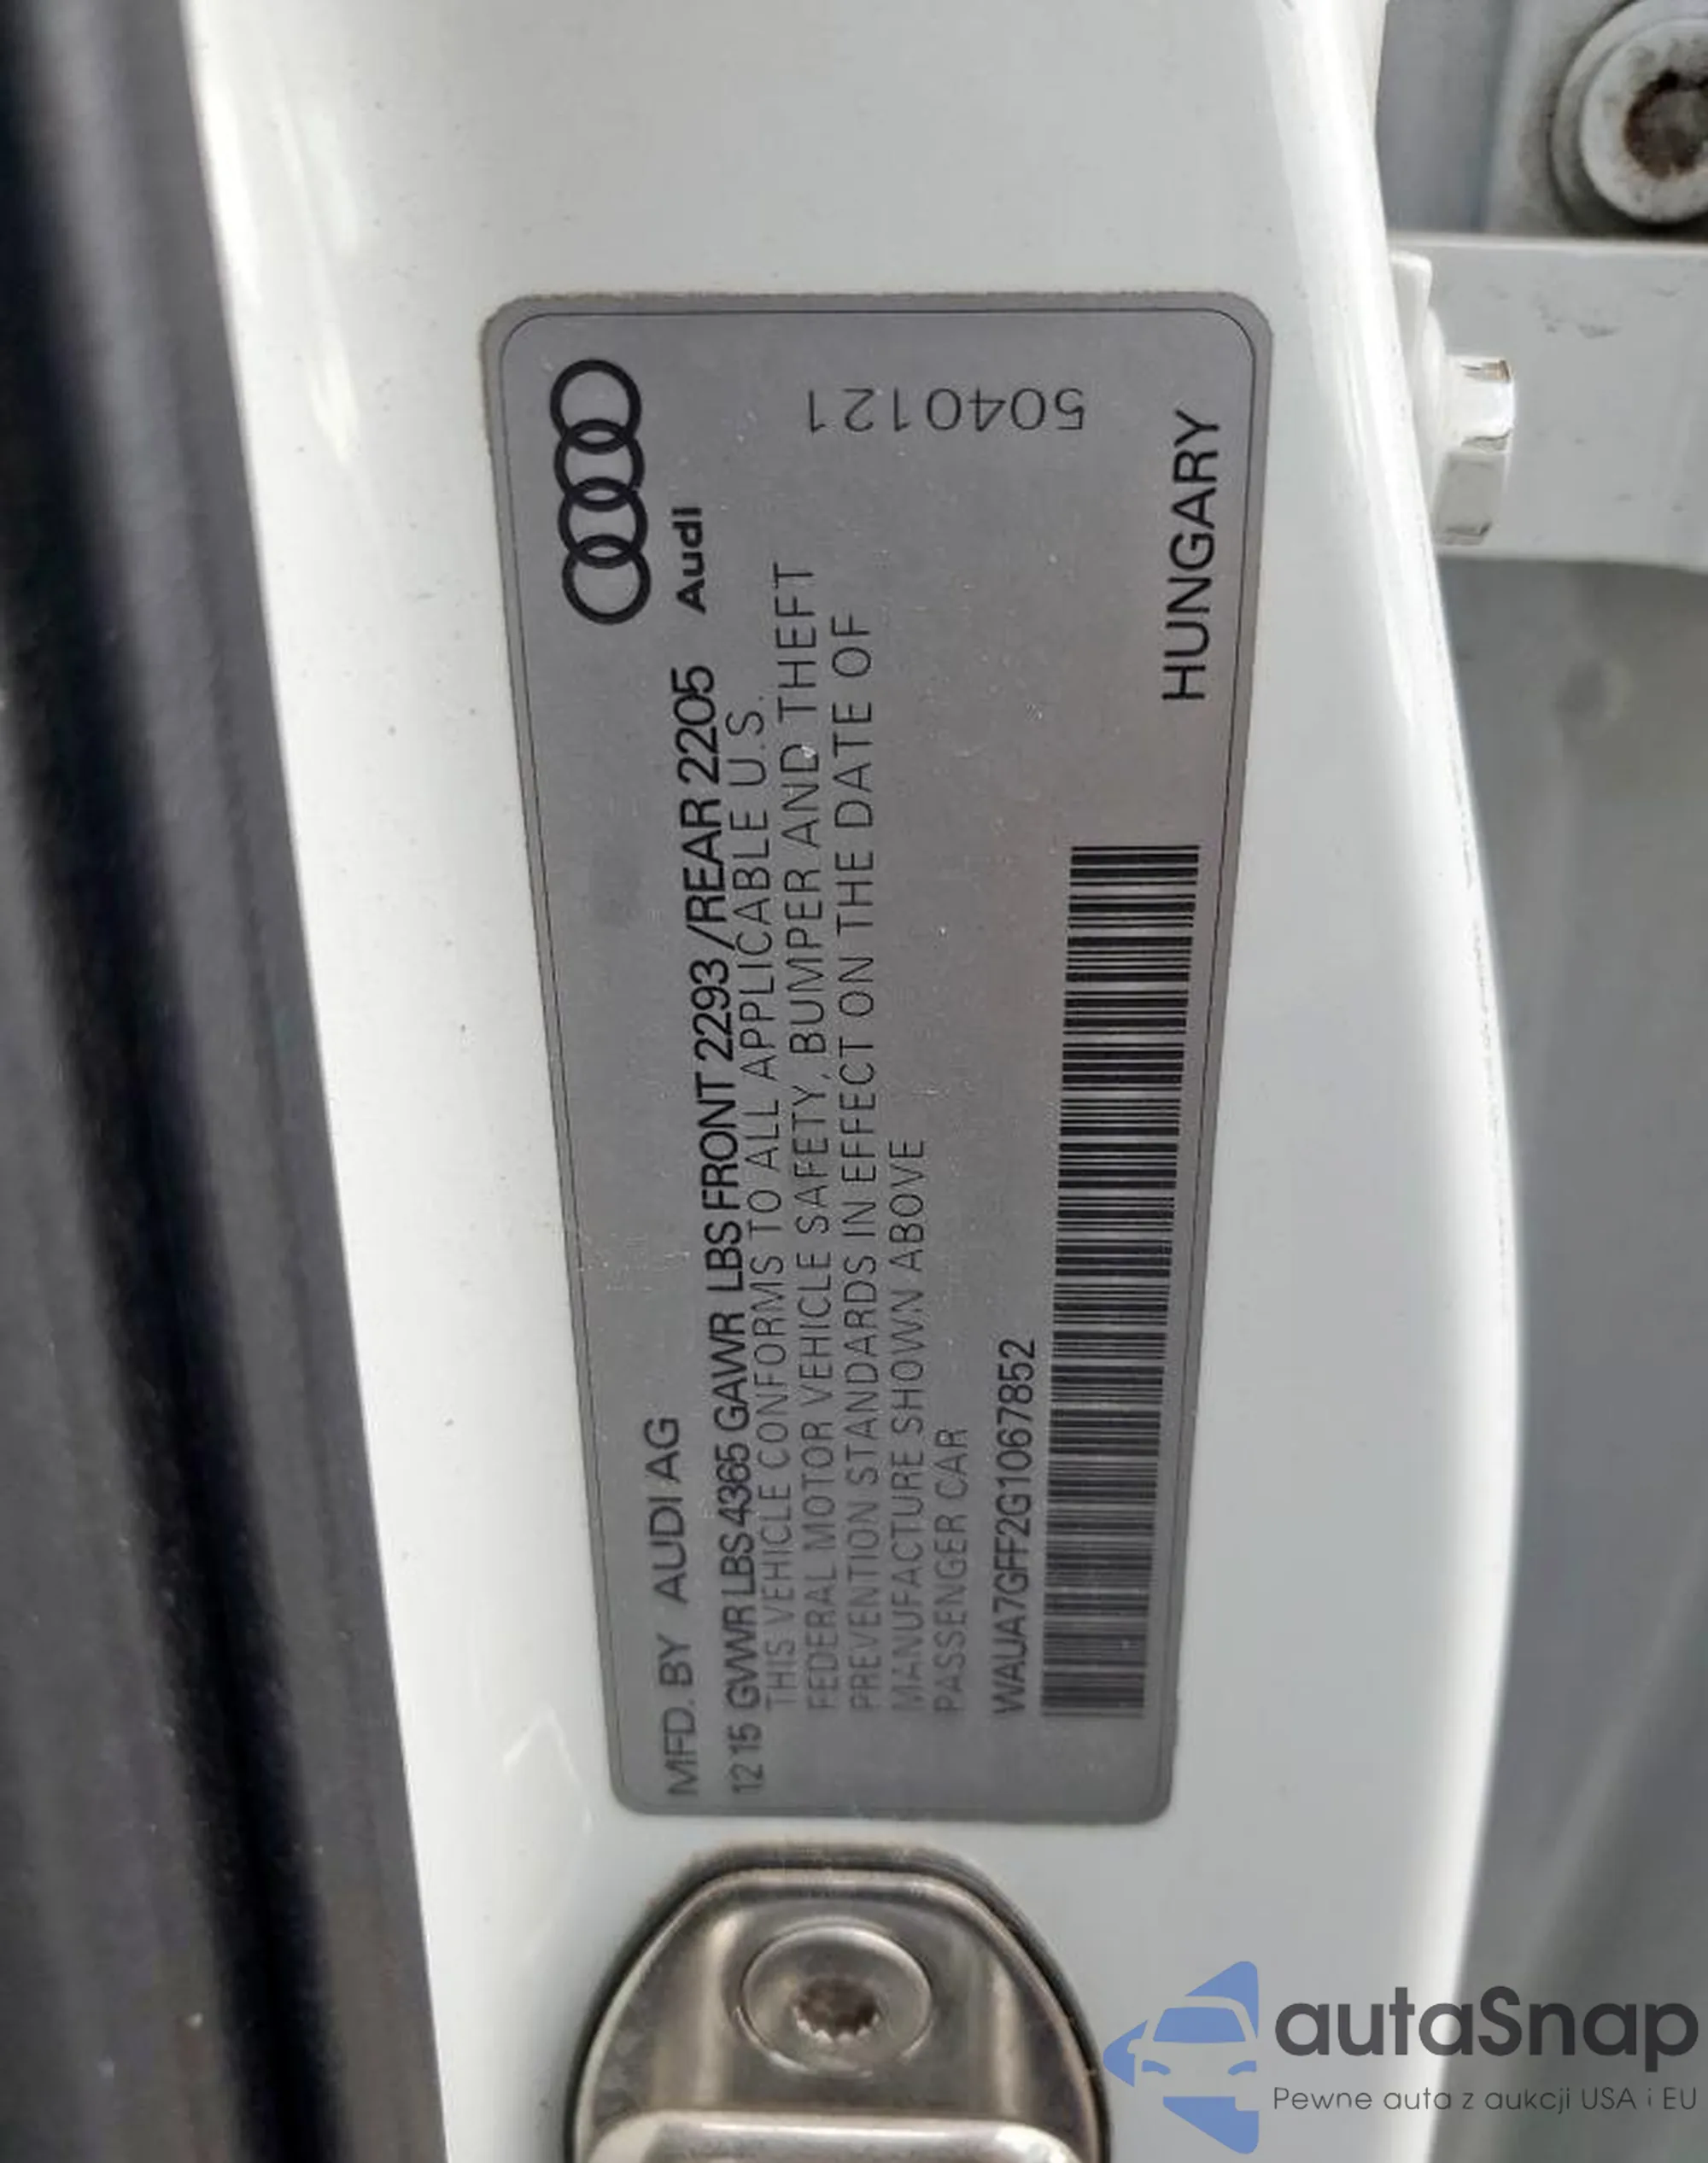 MFD. BY AUDI AG
12 15 GVWR LBS 4365 GAWR LBS FRONT 2293 /REAR 2205
Audi
THIS VEHICLE CONFORMS TO ALL APPLICABLE U.S.
FEDERAL MOTOR VEHICLE SAFETY, BUMPER AND THEFT
PREVENTION STANDARDS IN EFFECT ON THE DATE OF
MANUFACTURE SHOWN ABOVE
PASSENGER CAR
5040121
WAUA7GFF2G1067852
HUNGARY
autaSnap
Pewne auta z aukcji USA i EU